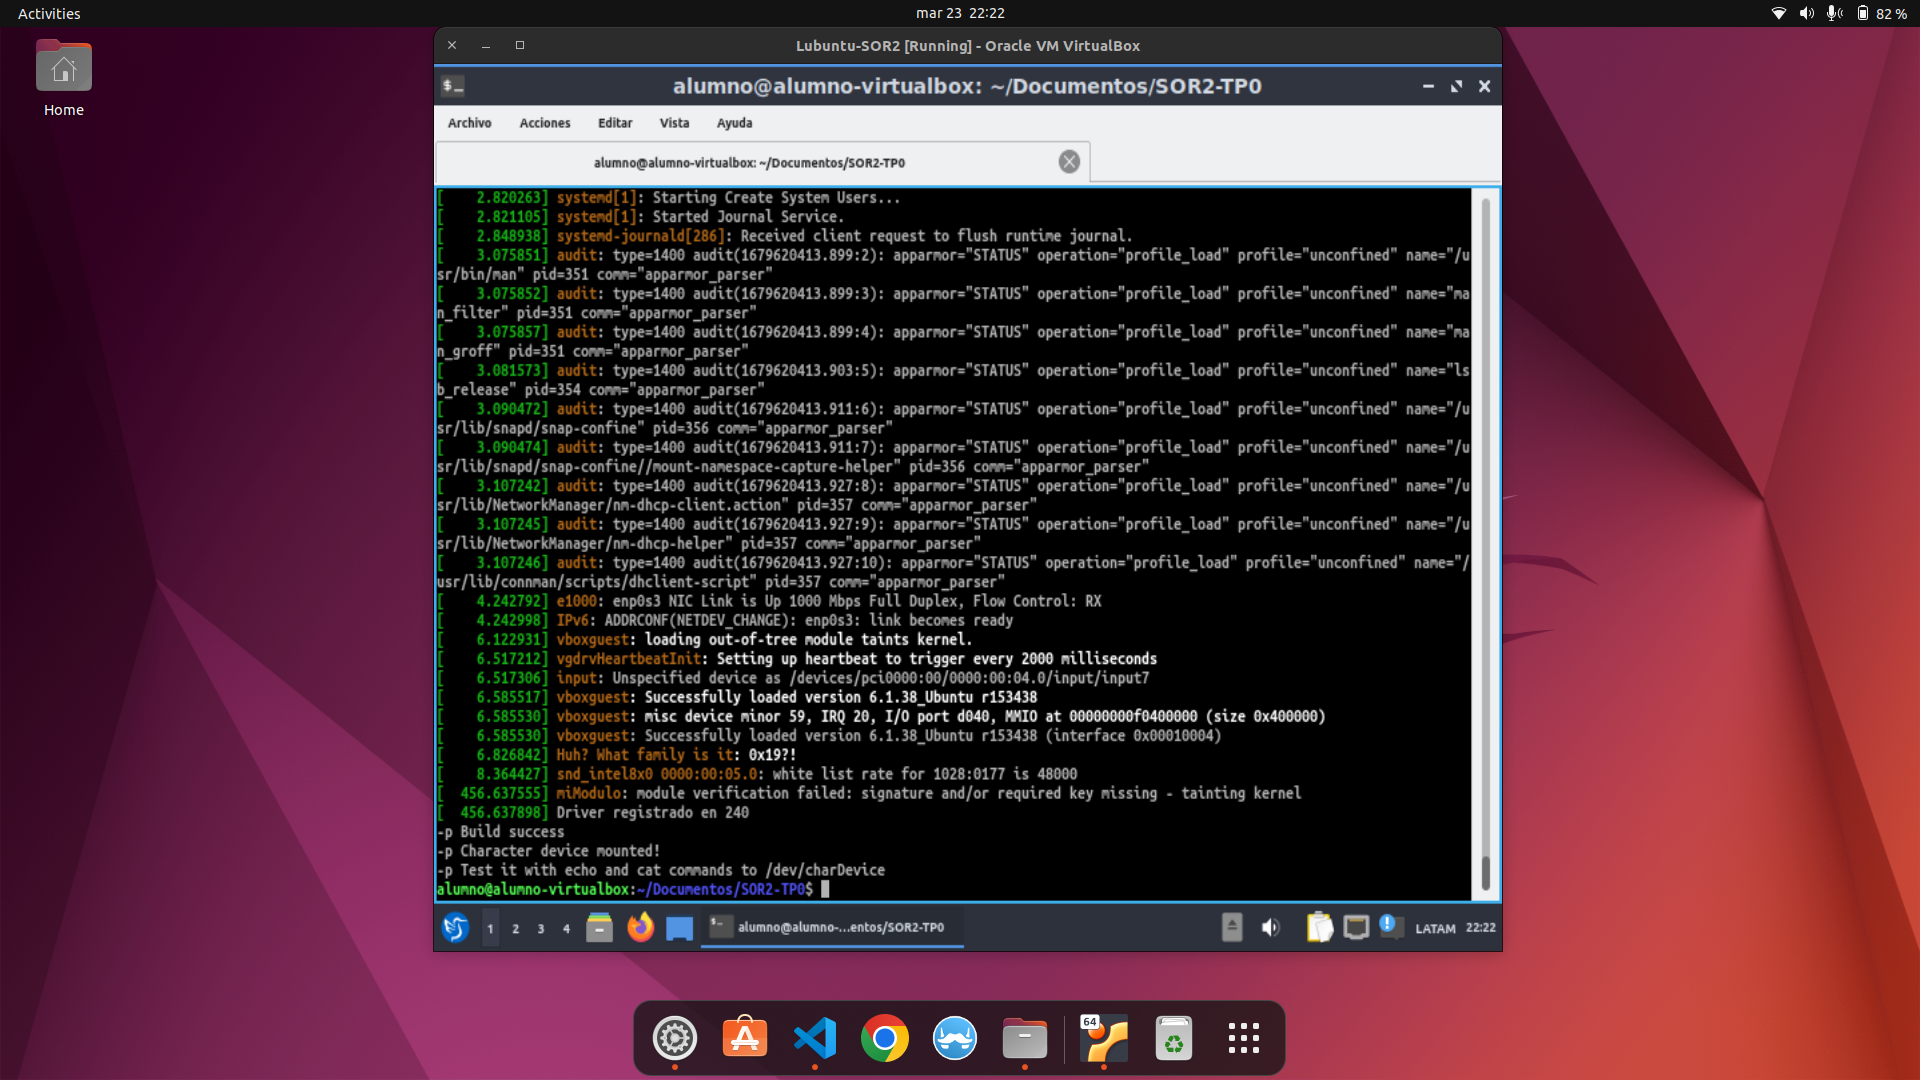 Activities
mar 23 22:22
82 %
Home
Lubuntu-SOR2 [Running] - Oracle VM VirtualBox
$_
alumno@alumno-virtualbox: ~/Documentos/SOR2-TP0
Archivo Acciones Editar Vista Ayuda
alumno@alumno-virtualbox: ~/Documentos/SOR2-TP0
[    2.820263] systemd[1]: Starting Create System Users...
[    2.821105] systemd[1]: Started Journal Service.
[    2.848938] systemd-journald[286]: Received client request to flush runtime journal.
[    3.075851] audit: type=1400 audit(1679620413.899:2): apparmor="STATUS" operation="profile_load" profile="unconfined" name="/u
sr/bin/man" pid=351 comm="apparmor_parser"
[    3.075852] audit: type=1400 audit(1679620413.899:3): apparmor="STATUS" operation="profile_load" profile="unconfined" name="ma
n_filter" pid=351 comm="apparmor_parser"
[    3.075857] audit: type=1400 audit(1679620413.899:4): apparmor="STATUS" operation="profile_load" profile="unconfined" name="ma
n_groff" pid=351 comm="apparmor_parser"
[    3.081573] audit: type=1400 audit(1679620413.903:5): apparmor="STATUS" operation="profile_load" profile="unconfined" name="ls
b_release" pid=354 comm="apparmor_parser"
[    3.090472] audit: type=1400 audit(1679620413.911:6): apparmor="STATUS" operation="profile_load" profile="unconfined" name="/u
sr/lib/snapd/snap-confine" pid=356 comm="apparmor_parser"
[    3.090474] audit: type=1400 audit(1679620413.911:7): apparmor="STATUS" operation="profile_load" profile="unconfined" name="/u
sr/lib/snapd/snap-confine//mount-namespace-capture-helper" pid=356 comm="apparmor_parser"
[    3.107242] audit: type=1400 audit(1679620413.927:8): apparmor="STATUS" operation="profile_load" profile="unconfined" name="/u
sr/lib/NetworkManager/nm-dhcp-client.action" pid=357 comm="apparmor_parser"
[    3.107245] audit: type=1400 audit(1679620413.927:9): apparmor="STATUS" operation="profile_load" profile="unconfined" name="/u
sr/lib/NetworkManager/nm-dhcp-helper" pid=357 comm="apparmor_parser"
[    3.107246] audit: type=1400 audit(1679620413.927:10): apparmor="STATUS" operation="profile_load" profile="unconfined" name="/
usr/lib/connman/scripts/dhclient-script" pid=357 comm="apparmor_parser"
[    4.242792] e1000: enp0s3 NIC Link is Up 1000 Mbps Full Duplex, Flow Control: RX
[    4.242998] IPv6: ADDRCONF(NETDEV_CHANGE): enp0s3: link becomes ready
[    6.122931] vboxguest: loading out-of-tree module taints kernel.
[    6.517212] vgdrvHeartbeatInit: Setting up heartbeat to trigger every 2000 milliseconds
[    6.517306] input: Unspecified device as /devices/pci0000:00/0000:00:04.0/input/input7
[    6.585517] vboxguest: Successfully loaded version 6.1.38_Ubuntu r153438
[    6.585530] vboxguest: misc device minor 59, IRQ 20, I/O port d040, MMIO at 00000000f0400000 (size 0x400000)
[    6.585530] vboxguest: Successfully loaded version 6.1.38_Ubuntu r153438 (interface 0x00010004)
[    6.826842] Huh? What family is it: 0x19?!
[    8.364427] snd_intel8x0 0000:00:05.0: white list rate for 1028:0177 is 48000
[  456.637555] miModulo: module verification failed: signature and/or required key missing - tainting kernel
[  456.637898] Driver registrado en 240
-p Build success
-p Character device mounted!
-p Test it with echo and cat commands to /dev/charDevice
alumno@alumno-virtualbox:~/Documentos/SOR2-TP0$
1 2 3 4
alumno@alumno-...entos/SOR2-TP0
LATAM 22:22
64